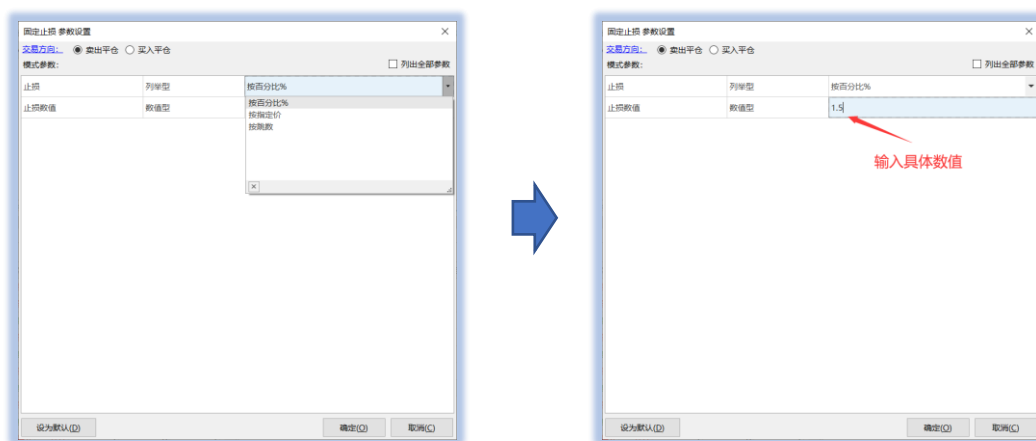 固定止损 参数设置
交易方向: 卖出平仓 买入平仓
模式参数: 列出全部参数
止损 列举型 按百分比%
止损数值 数值型
按百分比%
按指定价
按跳数
设为默认(D) 确定(O) 取消(C)
固定止损 参数设置
交易方向: 卖出平仓 买入平仓
模式参数: 列出全部参数
止损 列举型 按百分比%
止损数值 数值型 1.5
输入具体数值
设为默认(D) 确定(O) 取消(C)